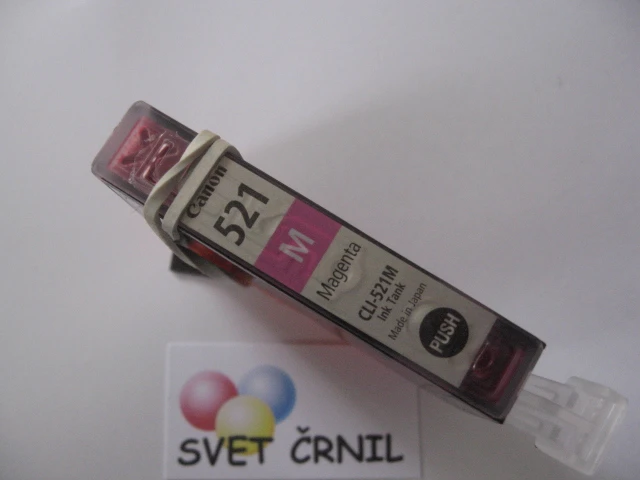 Canon
521
M
Magenta
CLI-521M
Ink Tank
Made in Japan
PUSH
SVET ČRNIL